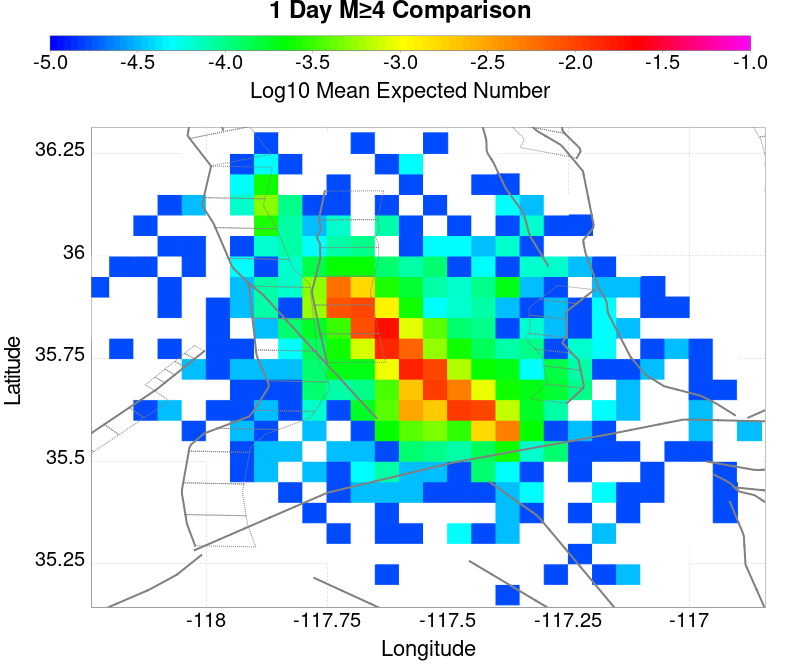 1 Day M≥4 Comparison
-5.0 -4.5 -4.0 -3.5 -3.0 -2.5 -2.0 -1.5 -1.0
Log10 Mean Expected Number
36.25
36
35.75
35.5
35.25
Latitude
-118 -117.75 -117.5 -117.25 -117
Longitude